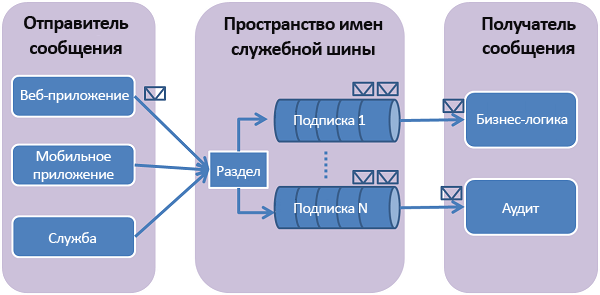 Отправитель
сообщения
Веб-приложение
Мобильное
приложение
Служба
Пространство имен
служебной шины
Раздел
Подписка 1
Подписка N
Получатель
сообщения
Бизнес-логика
Аудит